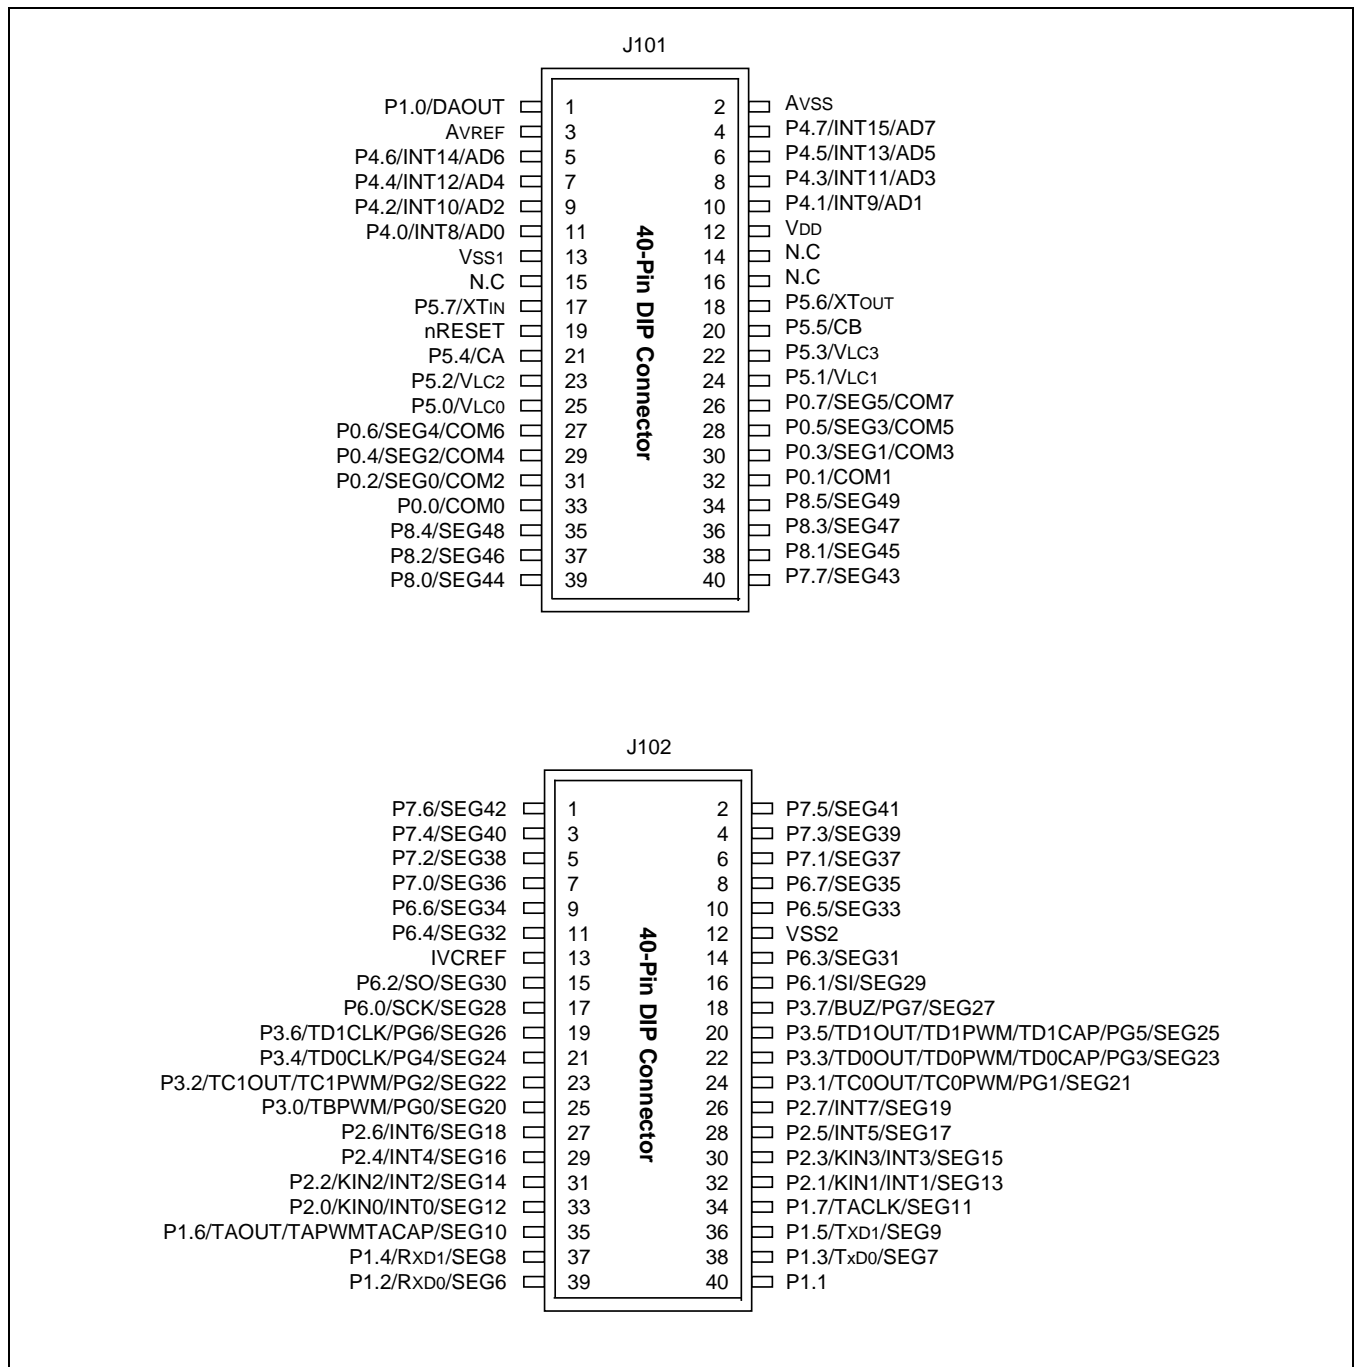 J101
P1.0/DAOUT 1 2 AVSS
AVREF 3 4 P4.7/INT15/AD7
P4.6/INT14/AD6 5 6 P4.5/INT13/AD5
P4.4/INT12/AD4 7 8 P4.3/INT11/AD3
P4.2/INT10/AD2 9 10 P4.1/INT9/AD1
P4.0/INT8/AD0 11 12 VDD
VSS1 13 14 N.C
N.C 15 16 N.C
P5.7/XTIN 17 18 P5.6/XTOUT
nRESET 19 20 P5.5/CB
P5.4/CA 21 22 P5.3/VLC3
P5.2/VLC2 23 24 P5.1/VLC1
P5.0/VLC0 25 26 P0.7/SEG5/COM7
P0.6/SEG4/COM6 27 28 P0.5/SEG3/COM5
P0.4/SEG2/COM4 29 30 P0.3/SEG1/COM3
P0.2/SEG0/COM2 31 32 P0.1/COM1
P0.0/COM0 33 34 P8.5/SEG49
P8.4/SEG48 35 36 P8.3/SEG47
P8.2/SEG46 37 38 P8.1/SEG45
P8.0/SEG44 39 40 P7.7/SEG43
40-Pin DIP Connector
J102
P7.6/SEG42 1 2 P7.5/SEG41
P7.4/SEG40 3 4 P7.3/SEG39
P7.2/SEG38 5 6 P7.1/SEG37
P7.0/SEG36 7 8 P6.7/SEG35
P6.6/SEG34 9 10 P6.5/SEG33
P6.4/SEG32 11 12 VSS2
IVCREF 13 14 P6.3/SEG31
P6.2/SO/SEG30 15 16 P6.1/SI/SEG29
P6.0/SCK/SEG28 17 18 P3.7/BUZ/PG7/SEG27
P3.6/TD1CLK/PG6/SEG26 19 20 P3.5/TD1OUT/TD1PWM/TD1CAP/PG5/SEG25
P3.4/TD0CLK/PG4/SEG24 21 22 P3.3/TD0OUT/TD0PWM/TD0CAP/PG3/SEG23
P3.2/TC1OUT/TC1PWM/PG2/SEG22 23 24 P3.1/TC0OUT/TC0PWM/PG1/SEG21
P3.0/TBPWM/PG0/SEG20 25 26 P2.7/INT7/SEG19
P2.6/INT6/SEG18 27 28 P2.5/INT5/SEG17
P2.4/INT4/SEG16 29 30 P2.3/KIN3/INT3/SEG15
P2.2/KIN2/INT2/SEG14 31 32 P2.1/KIN1/INT1/SEG13
P2.0/KIN0/INT0/SEG12 33 34 P1.7/TACLK/SEG11
P1.6/TAOUT/TAPWMTACAP/SEG10 35 36 P1.5/TXD1/SEG9
P1.4/RXD1/SEG8 37 38 P1.3/TxD0/SEG7
P1.2/RXD0/SEG6 39 40 P1.1
40-Pin DIP Connector